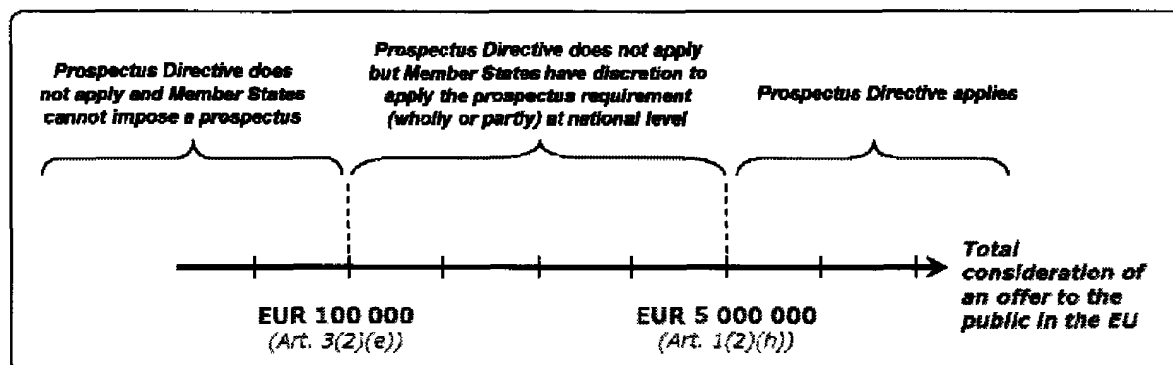 Prospectus Directive does
not apply and Member States
cannot impose a prospectus
Prospectus Directive does not apply
but Member States have discretion to
apply the prospectus requirement
(wholly or partly) at national level
Prospectus Directive applies
EUR 100 000
(Art. 3(2)(e))
EUR 5 000 000
(Art. 1(2)(h))
Total
consideration of
an offer to the
public in the EU